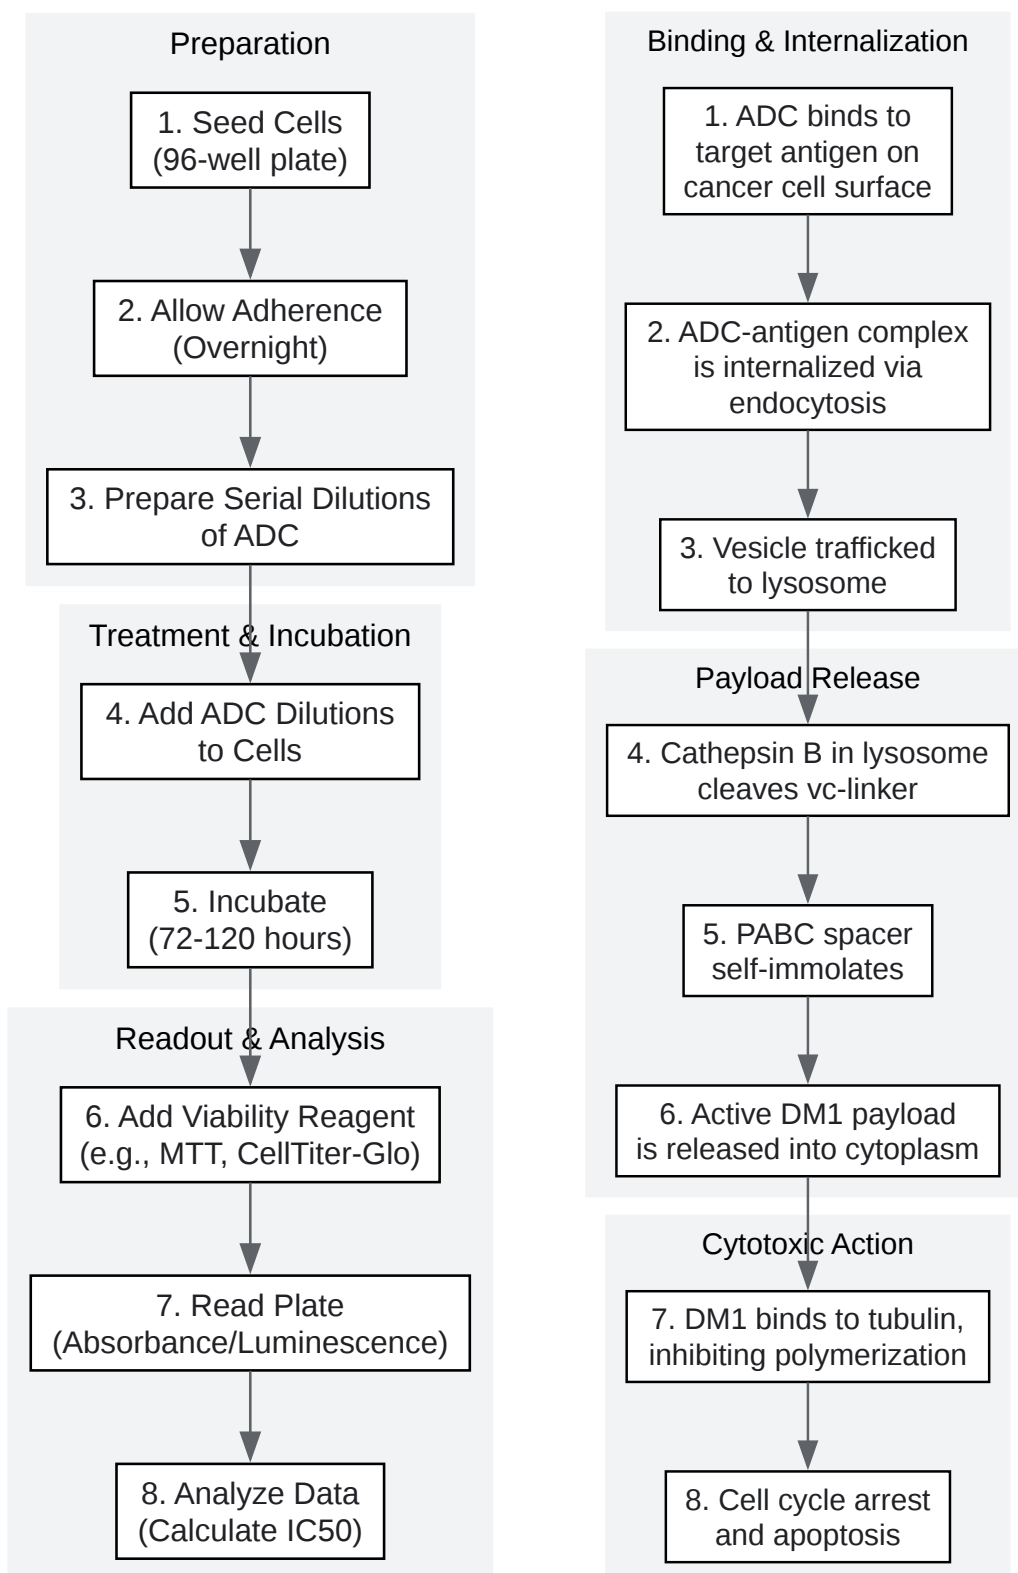 Preparation
1. Seed Cells
(96-well plate)
2. Allow Adherence
(Overnight)
3. Prepare Serial Dilutions
of ADC
Treatment & Incubation
4. Add ADC Dilutions
to Cells
5. Incubate
(72-120 hours)
Readout & Analysis
6. Add Viability Reagent
(e.g., MTT, CellTiter-Glo)
7. Read Plate
(Absorbance/Luminescence)
8. Analyze Data
(Calculate IC50)
Binding & Internalization
1. ADC binds to
target antigen on
cancer cell surface
2. ADC-antigen complex
is internalized via
endocytosis
3. Vesicle trafficked
to lysosome
Payload Release
4. Cathepsin B in lysosome
cleaves vc-linker
5. PABC spacer
self-immolates
6. Active DM1 payload
is released into cytoplasm
Cytotoxic Action
7. DM1 binds to tubulin,
inhibiting polymerization
8. Cell cycle arrest
and apoptosis